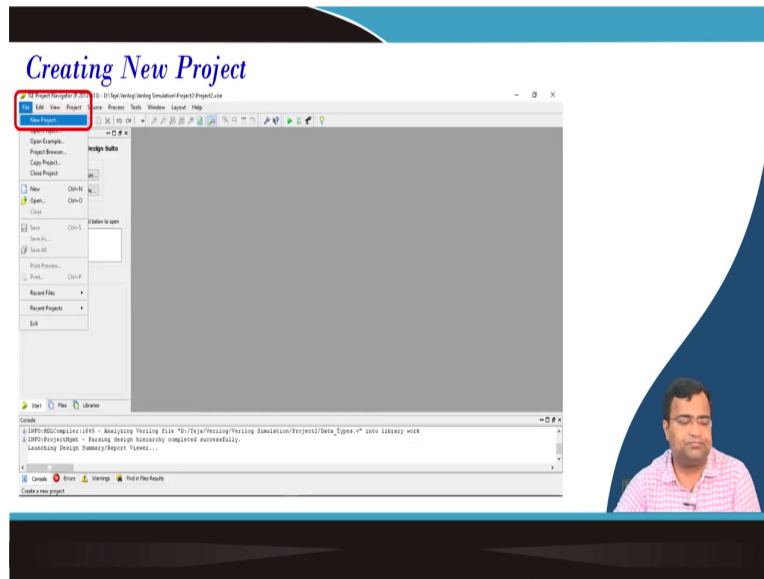 Creating New Project
ISE Project Navigator (P.20131013) - D:\Teja\Verilog\Verilog Simulation\Project2\Project2.xise
File Edit View Project Source Process Tools Window Layout Help
New Project...
Open Project...
Open Example...
Design Suite
Project Browser...
Copy Project...
Close Project
New Ctrl+N
Open... Ctrl+O
Close
below to open
Save Ctrl+S
Save As...
Save All
Print Preview...
Print... Ctrl+P
Recent Files
Recent Projects
Exit
Start Files Libraries
Console
INFO:HDLCompiler:1845 - Analyzing Verilog file "D:/Teja/Verilog/Verilog Simulation/Project2/Data_Types.v" into library work
INFO:ProjectMgmt - Parsing design hierarchy completed successfully.
Launching Design Summary/Report Viewer...
Console Errors Warnings Find in Files Results
Create a new project